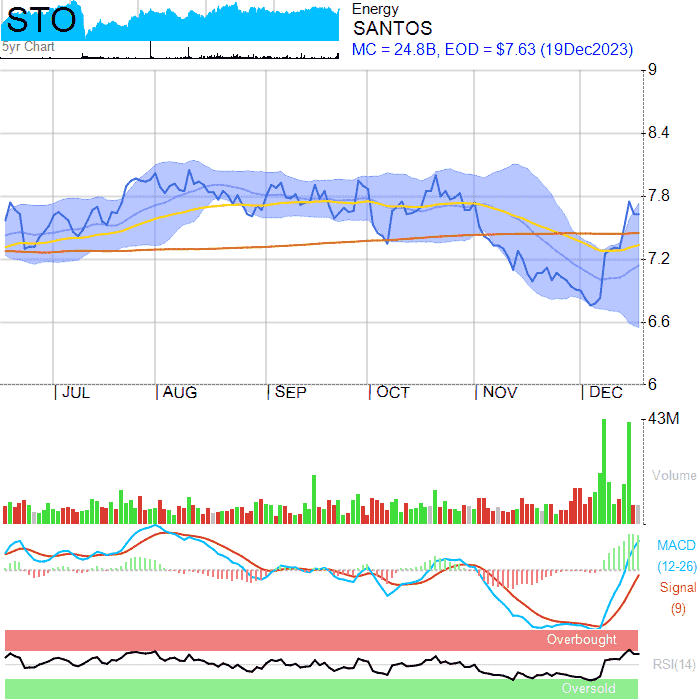 STO
5yr Chart
Energy
SANTOS
MC = 24.8B, EOD = $7.63 (19Dec2023)
9
8.4
7.8
7.2
6.6
6
JUL AUG SEP OCT NOV DEC
43M
Volume
MACD
(12-26)
Signal
(9)
Overbought
RSI(14)
Oversold